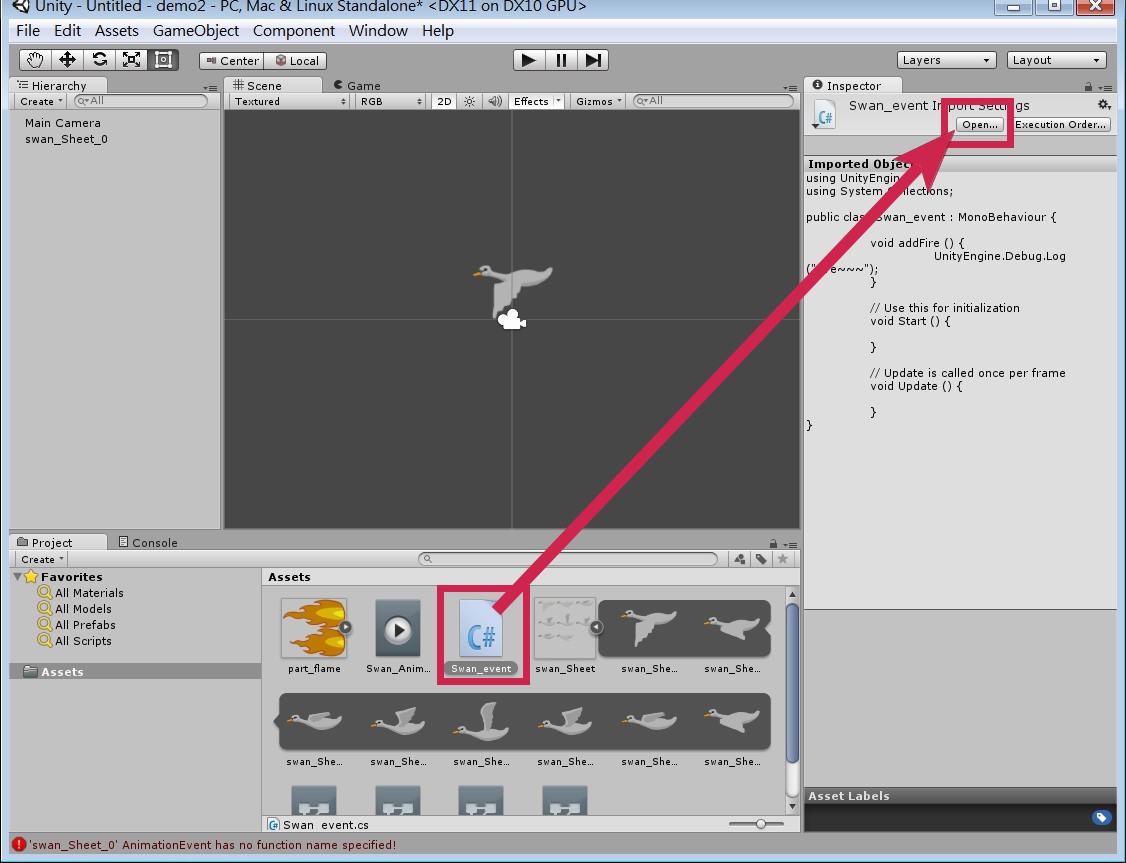 Unity - Untitled - demo2 - PC, Mac & Linux Standalone* <DX11 on DX10 GPU>
File Edit Assets GameObject Component Window Help
Center Local Layers Layout
Hierarchy
Create All
Main Camera
swan_Sheet_0
Scene Game
Textured RGB 2D Effects Gizmos All
Inspector
Swan_event Import Settings
C#
Open... Execution Order...
Imported Object
using UnityEngine
using System Collections;
public class Swan_event : MonoBehaviour {
void addFire () {
UnityEngine.Debug.Log
e~~~");
}
// Use this for initialization
void Start () {
}
// Update is called once per frame
void Update () {
}
}
Project Console
Create
Favorites
All Materials
All Models
All Prefabs
All Scripts
Assets
Assets
C#
part_flame Swan_Anim... Swan_event swan_Sheet swan_She... swan_She...
swan_She... swan_She... swan_She... swan_She... swan_She... swan_She...
Swan_event.cs
Asset Labels
'swan_Sheet_0' AnimationEvent has no function name specified!